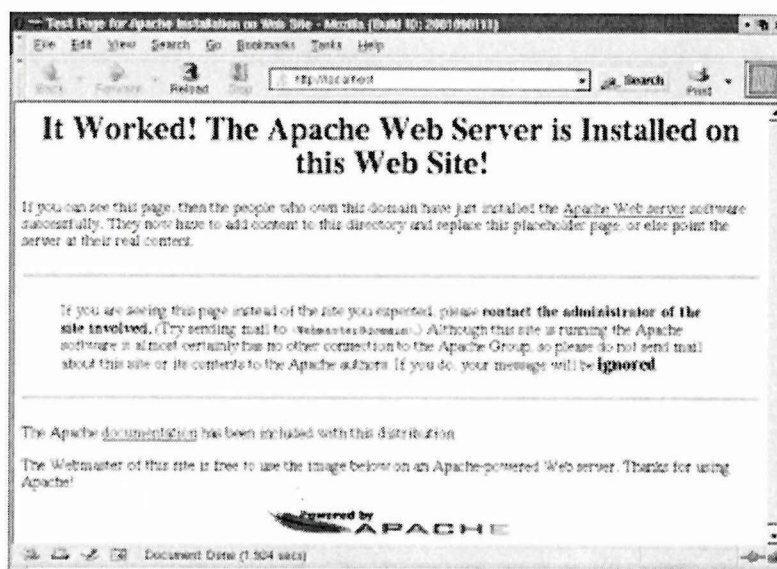 Test Page for Apache Installation on Web Site - Mozilla {Build ID: 2001090111}
File Edit View Search Go Bookmarks Tasks Help
Back Forward Reload Stop http://localhost Search Print
It Worked! The Apache Web Server is Installed on
this Web Site!
If you can see this page, then the people who own this domain have just installed the Apache Web server software
successfully. They now have to add content to this directory and replace this placeholder page, or else point the
server at their real content.
If you are seeing this page instead of the site you expected, please contact the administrator of the
site involved. (Try sending mail to <Webmaster@domain>.) Although this site is running the Apache
software it almost certainly has no other connection to the Apache Group, so please do not send mail
about this site or its contents to the Apache authors. If you do, your message will be ignored.
The Apache documentation has been included with this distribution.
The Webmaster of this site is free to use the image below on an Apache-powered Web server. Thanks for using
Apache!
Powered by
APACHE
Document: Done (1.504 secs)